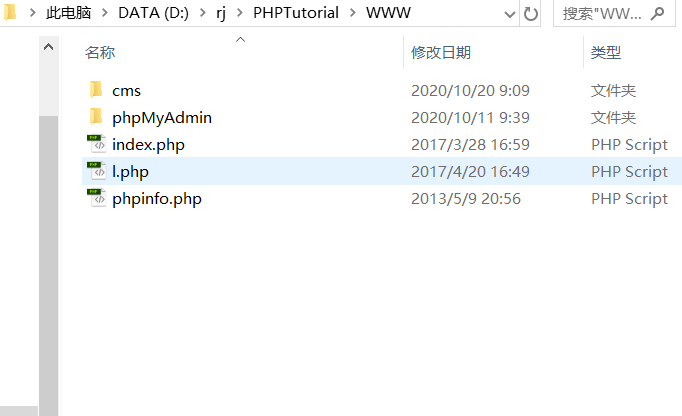 此电脑 > DATA (D:) > rj > PHPTutorial > WWW
搜索"WW...
名称 修改日期 类型
cms 2020/10/20 9:09 文件夹
phpMyAdmin 2020/10/11 9:39 文件夹
index.php 2017/3/28 16:59 PHP Script
l.php 2017/4/20 16:49 PHP Script
phpinfo.php 2013/5/9 20:56 PHP Script